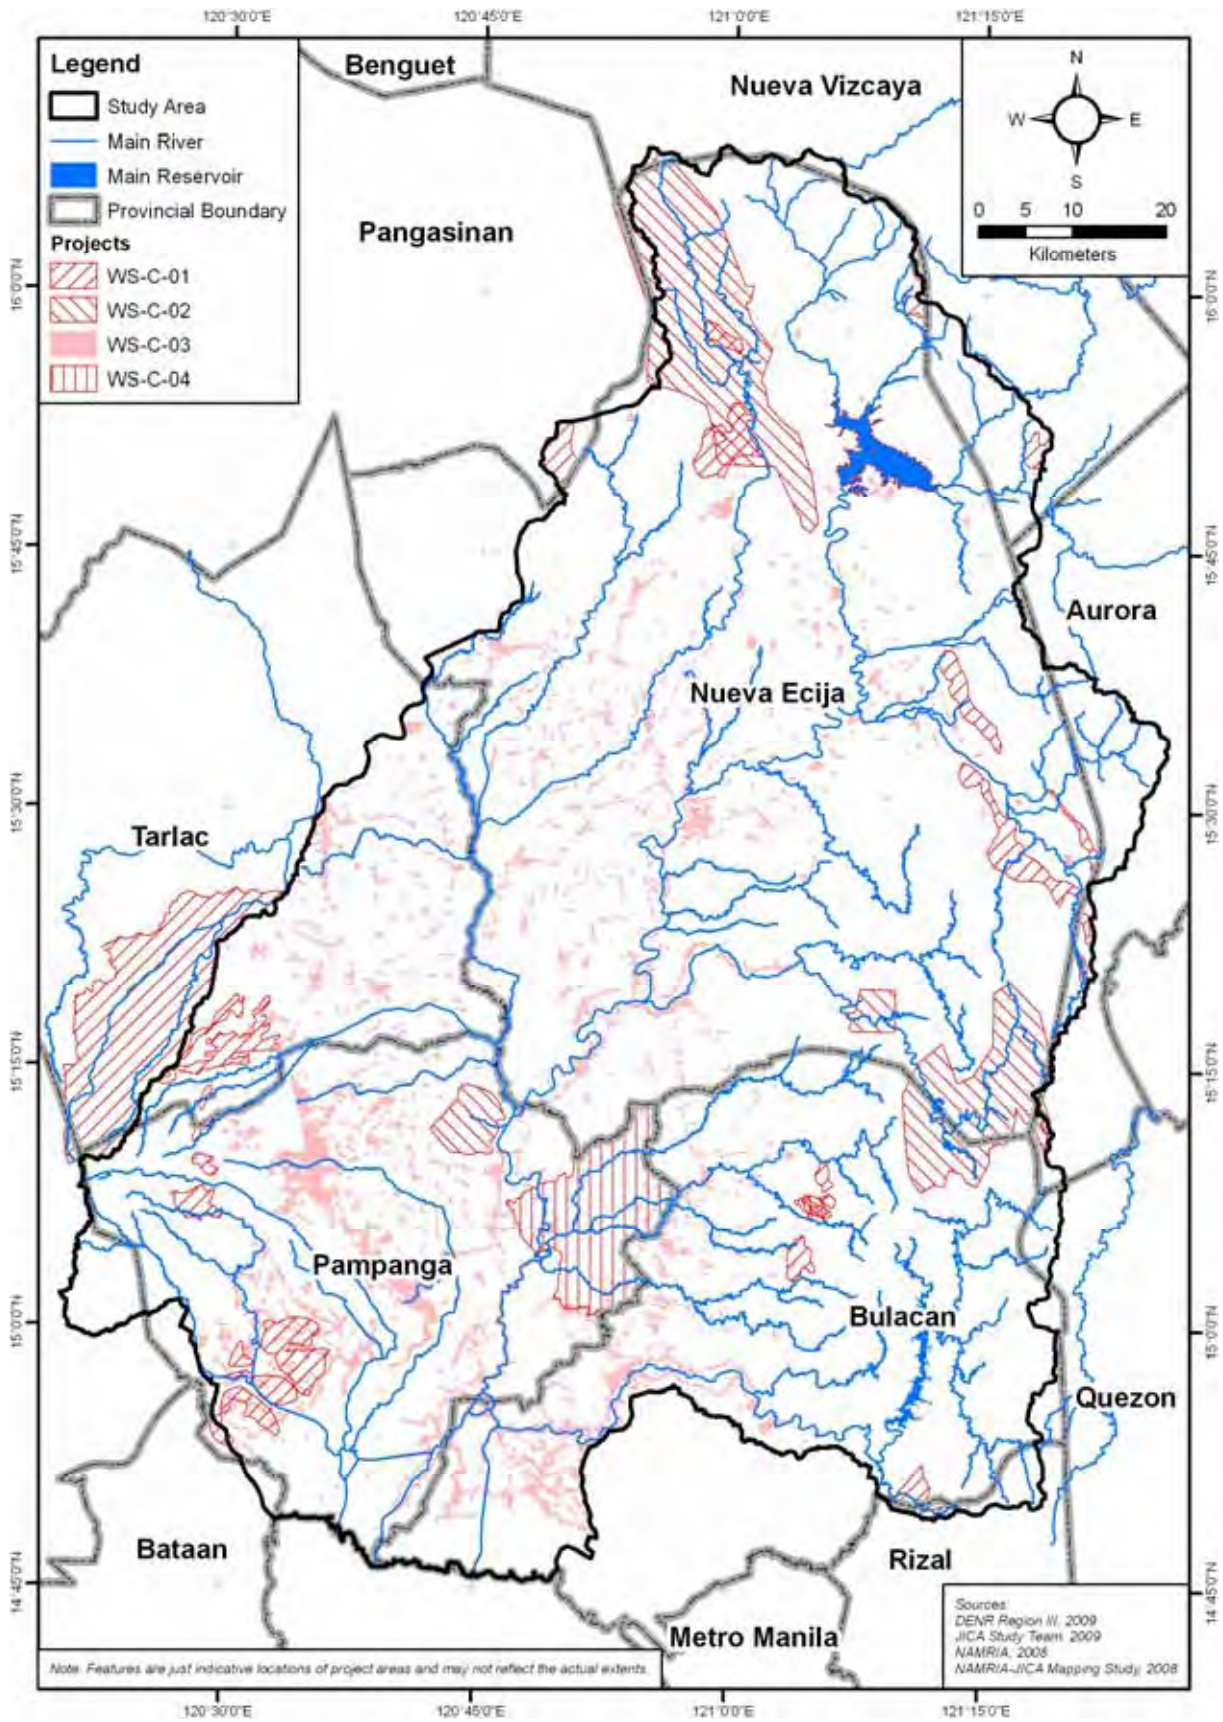 120°30'0"E 120°45'0"E 121°0'0"E 121°15'0"E
Legend
Study Area
Main River
Main Reservoir
Provincial Boundary
Projects
WS-C-01
WS-C-02
WS-C-03
WS-C-04
Benguet
Nueva Vizcaya
N
W E
S
0 5 10 20
Kilometers
Pangasinan
16°0'0"N 16°0'0"N
15°45'0"N 15°45'0"N
Aurora
Nueva Ecija
15°30'0"N 15°30'0"N
Tarlac
15°15'0"N 15°15'0"N
Pampanga
Bulacan
15°0'0"N 15°0'0"N
Quezon
Bataan
Rizal
14°45'0"N 14°45'0"N
Metro Manila
Sources:
DENR Region III, 2009
JICA Study Team, 2009
NAMRIA, 2008
NAMRIA-JICA Mapping Study, 2008
Note: Features are just indicative locations of project areas and may not reflect the actual extents.
120°30'0"E 120°45'0"E 121°0'0"E 121°15'0"E